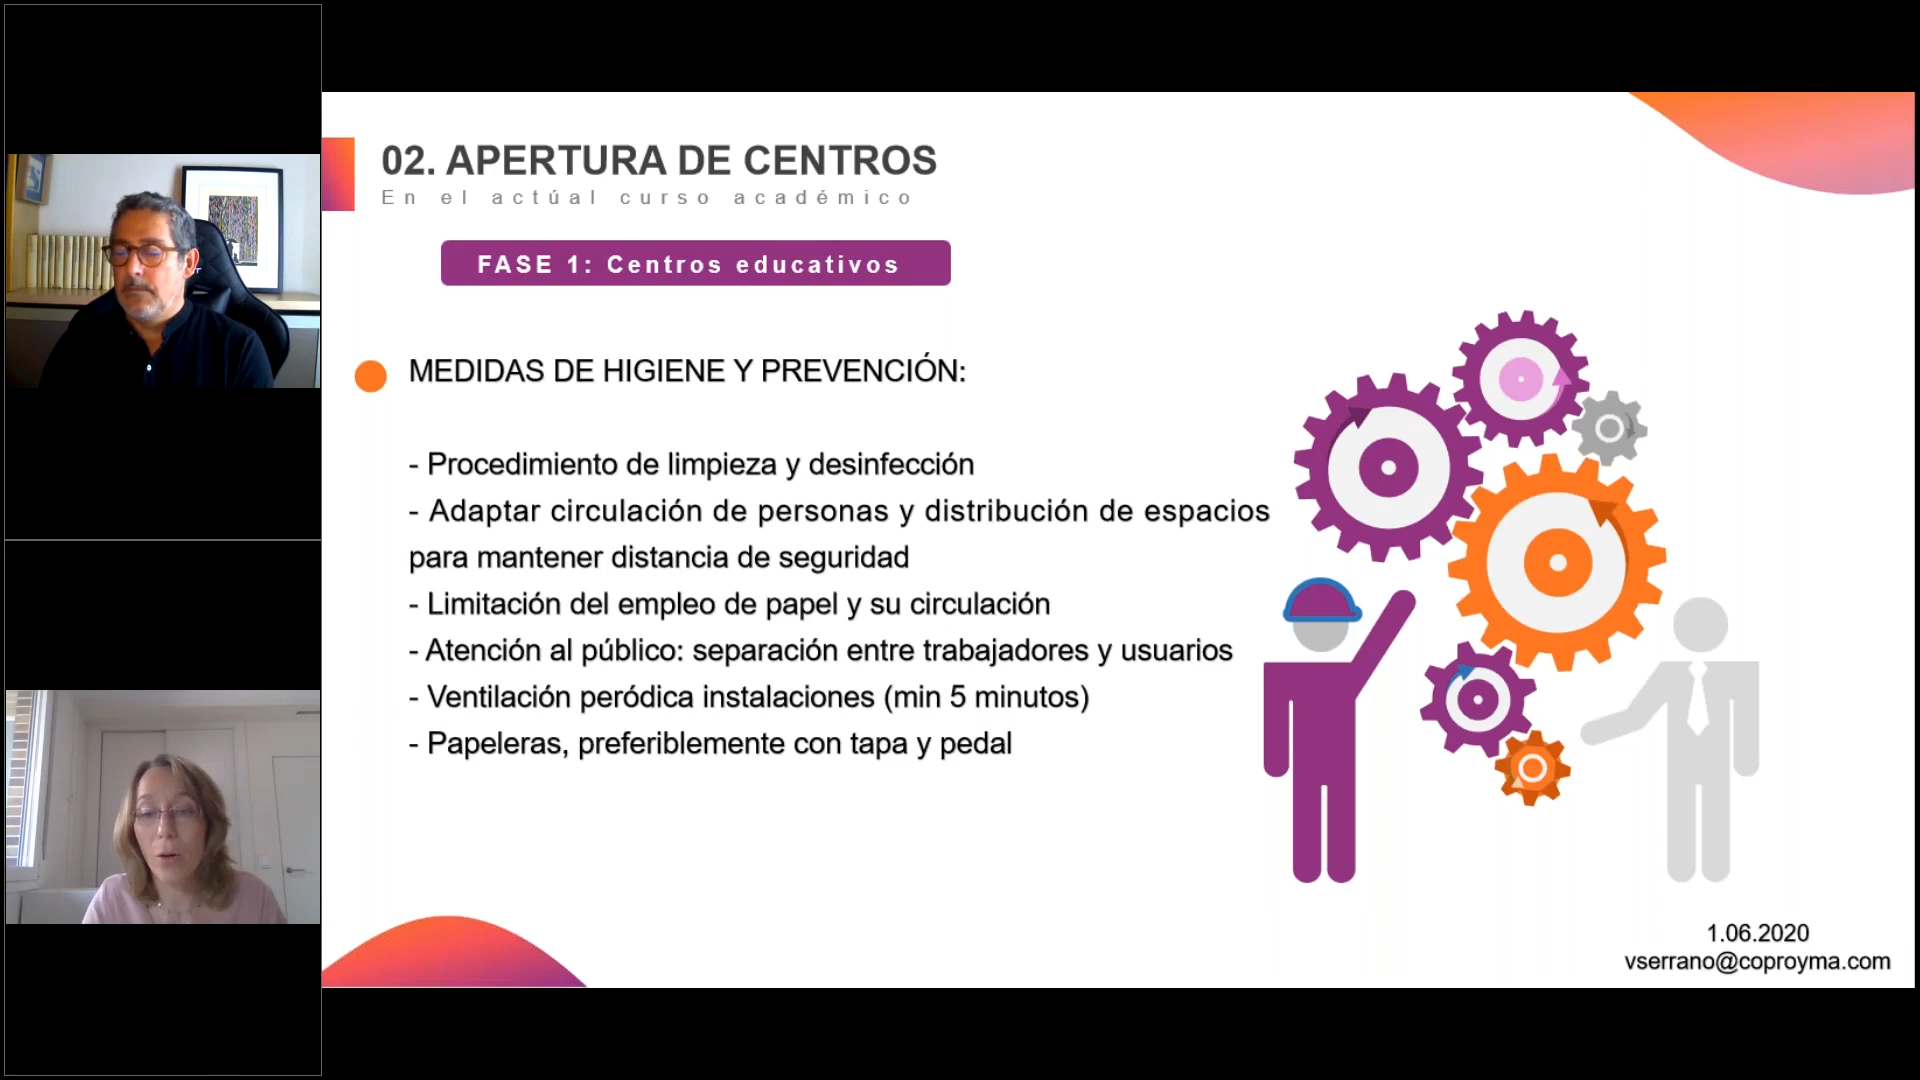 02. APERTURA DE CENTROS
En el actúal curso académico
FASE 1: Centros educativos
MEDIDAS DE HIGIENE Y PREVENCIÓN:
- Procedimiento de limpieza y desinfección
- Adaptar circulación de personas y distribución de espacios
para mantener distancia de seguridad
- Limitación del empleo de papel y su circulación
- Atención al público: separación entre trabajadores y usuarios
- Ventilación peródica instalaciones (min 5 minutos)
- Papeleras, preferiblemente con tapa y pedal
1.06.2020
vserrano@coproyma.com